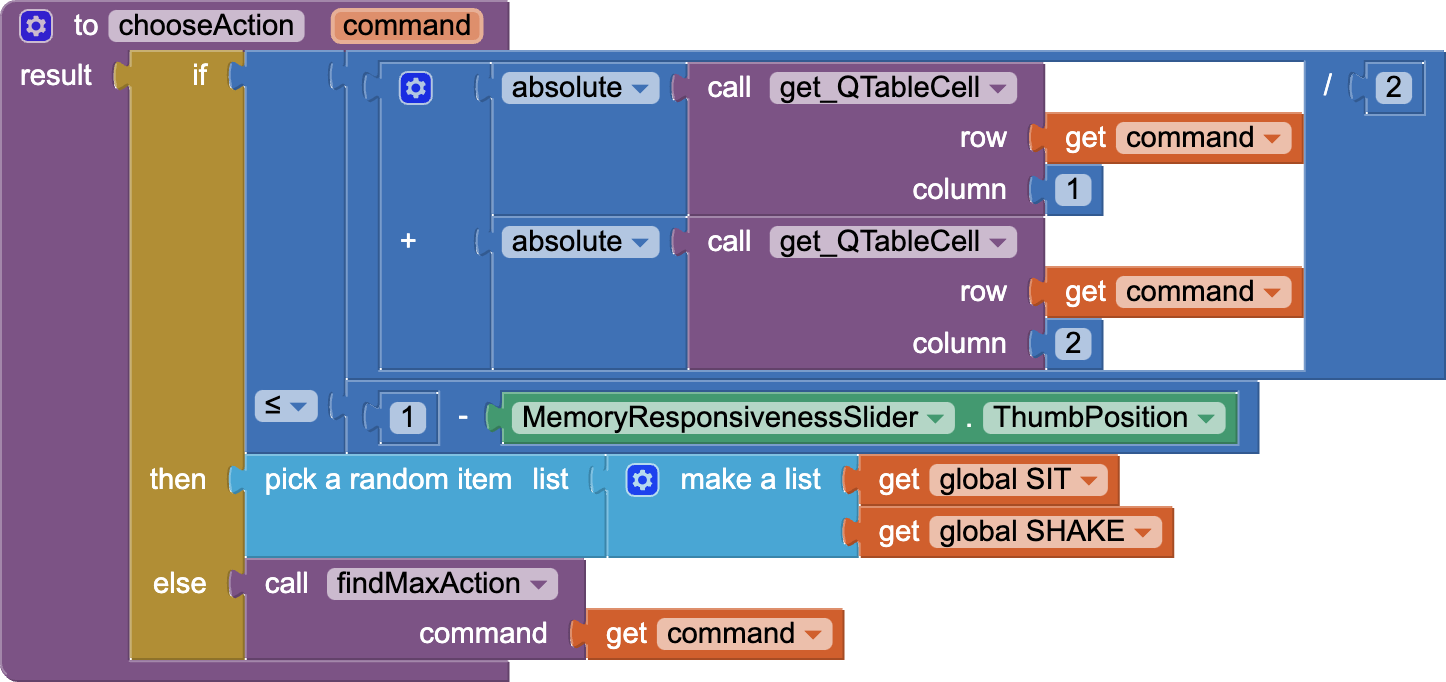 to chooseAction command
result if absolute call get_QTableCell / 2
row get command
column 1
+ absolute call get_QTableCell
row get command
column 2
≤ 1 - MemoryResponsivenessSlider . ThumbPosition
then pick a random item list make a list get global SIT
get global SHAKE
else call findMaxAction
command get command